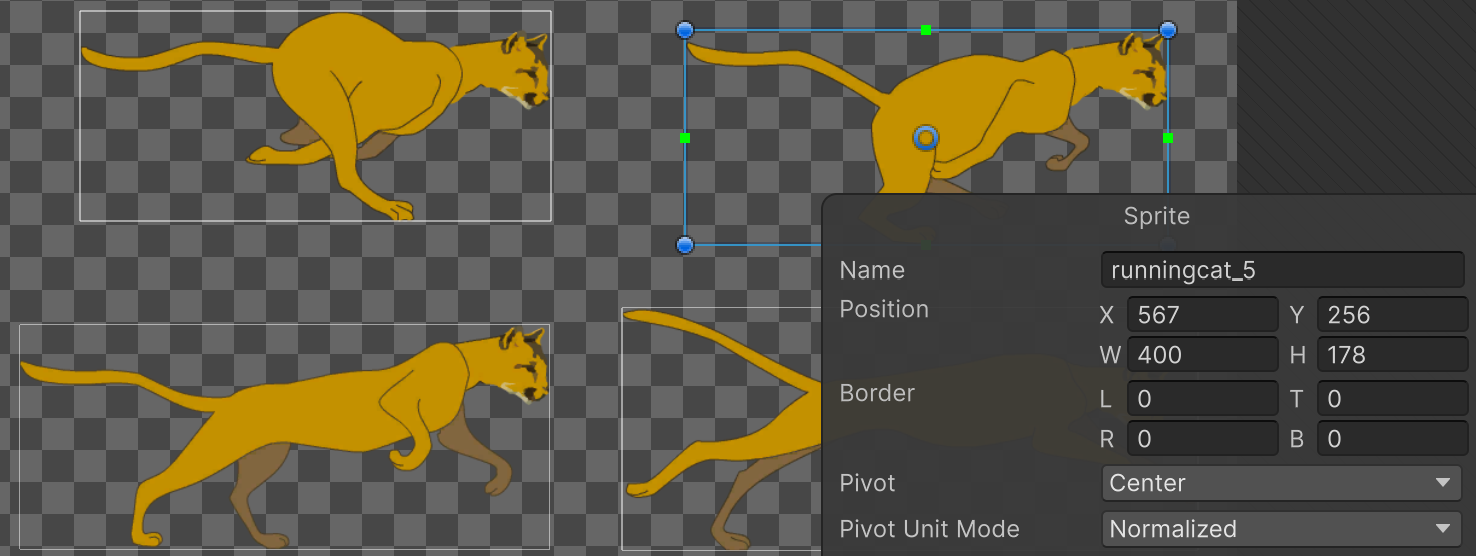 Sprite
Name runningcat_5
Position X 567 Y 256
W 400 H 178
Border L 0 T 0
R 0 B 0
Pivot Center
Pivot Unit Mode Normalized